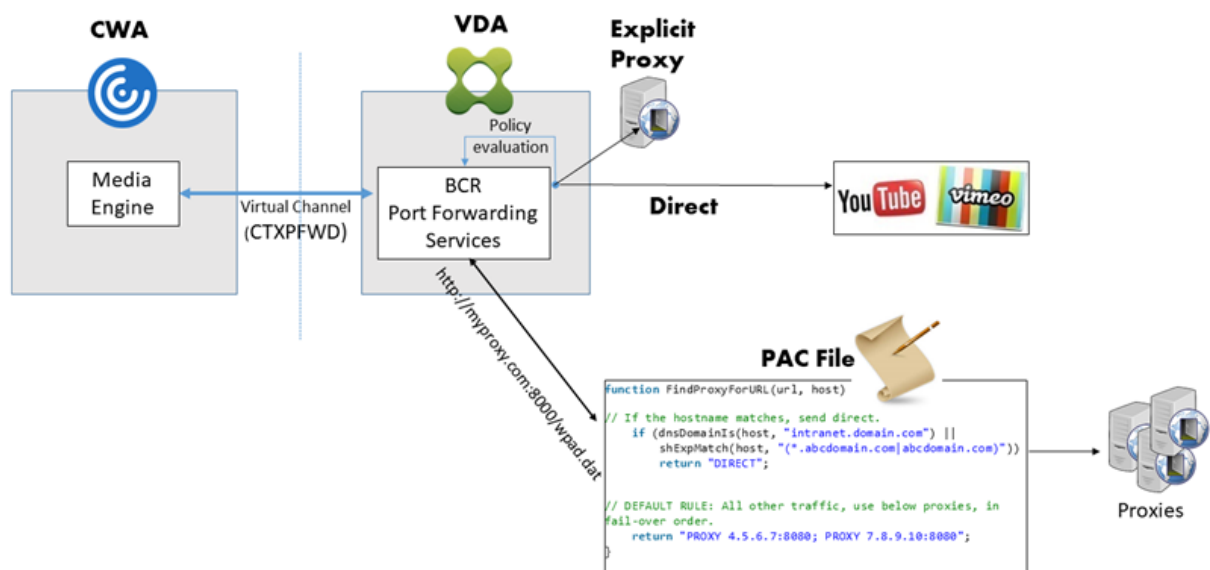 CWA
VDA
Explicit
Proxy
Policy
evaluation
Media
Engine
Virtual Channel
(CTXPFWD)
BCR
Port Forwarding
Services
Direct
YouTube
vimeo
http://myproxy.com:8000/wpad.dat
PAC File
function FindProxyForURL(url, host)
// If the hostname matches, send direct.
if (dnsDomainIs(host, "intranet.domain.com") ||
shExpMatch(host, "(*.abcdomain.com|abcdomain.com)"))
return "DIRECT";
// DEFAULT RULE: All other traffic, use below proxies, in
fail-over order.
return "PROXY 4.5.6.7:8080; PROXY 7.8.9.10:8080";
}
Proxies